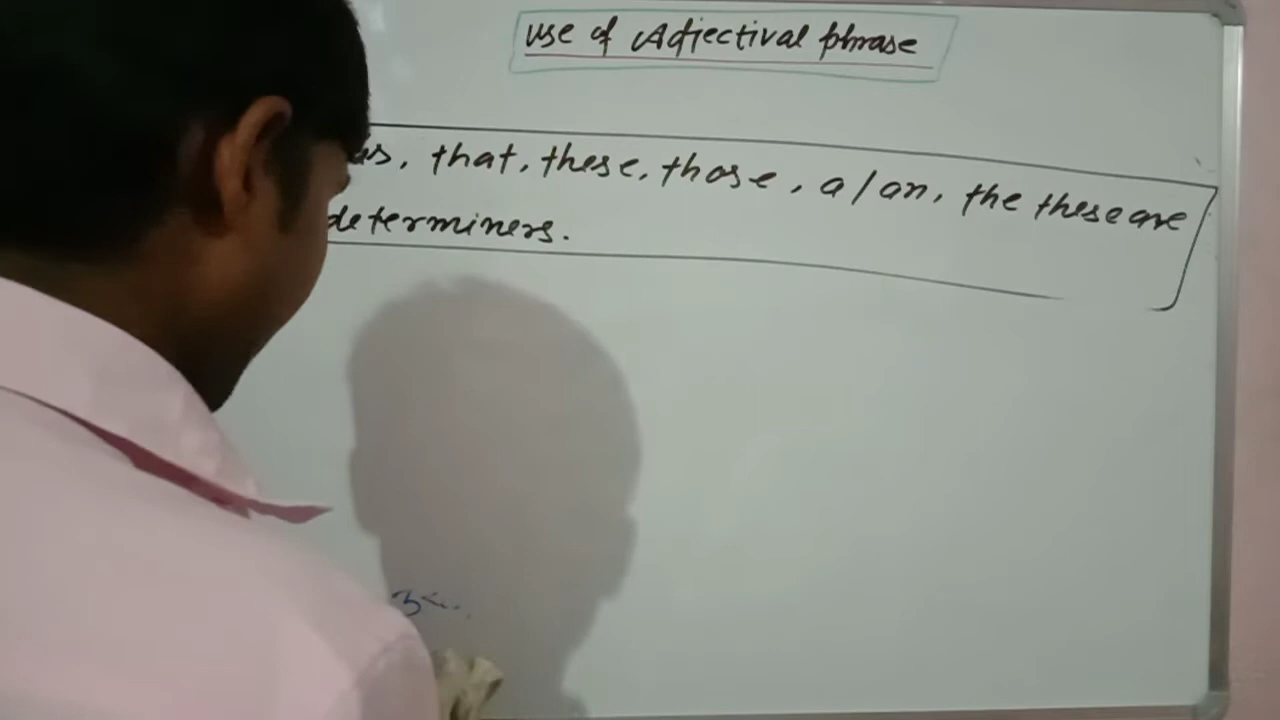 use of Adjectival phrase
that, these, those, a/an, the these are
determiners.